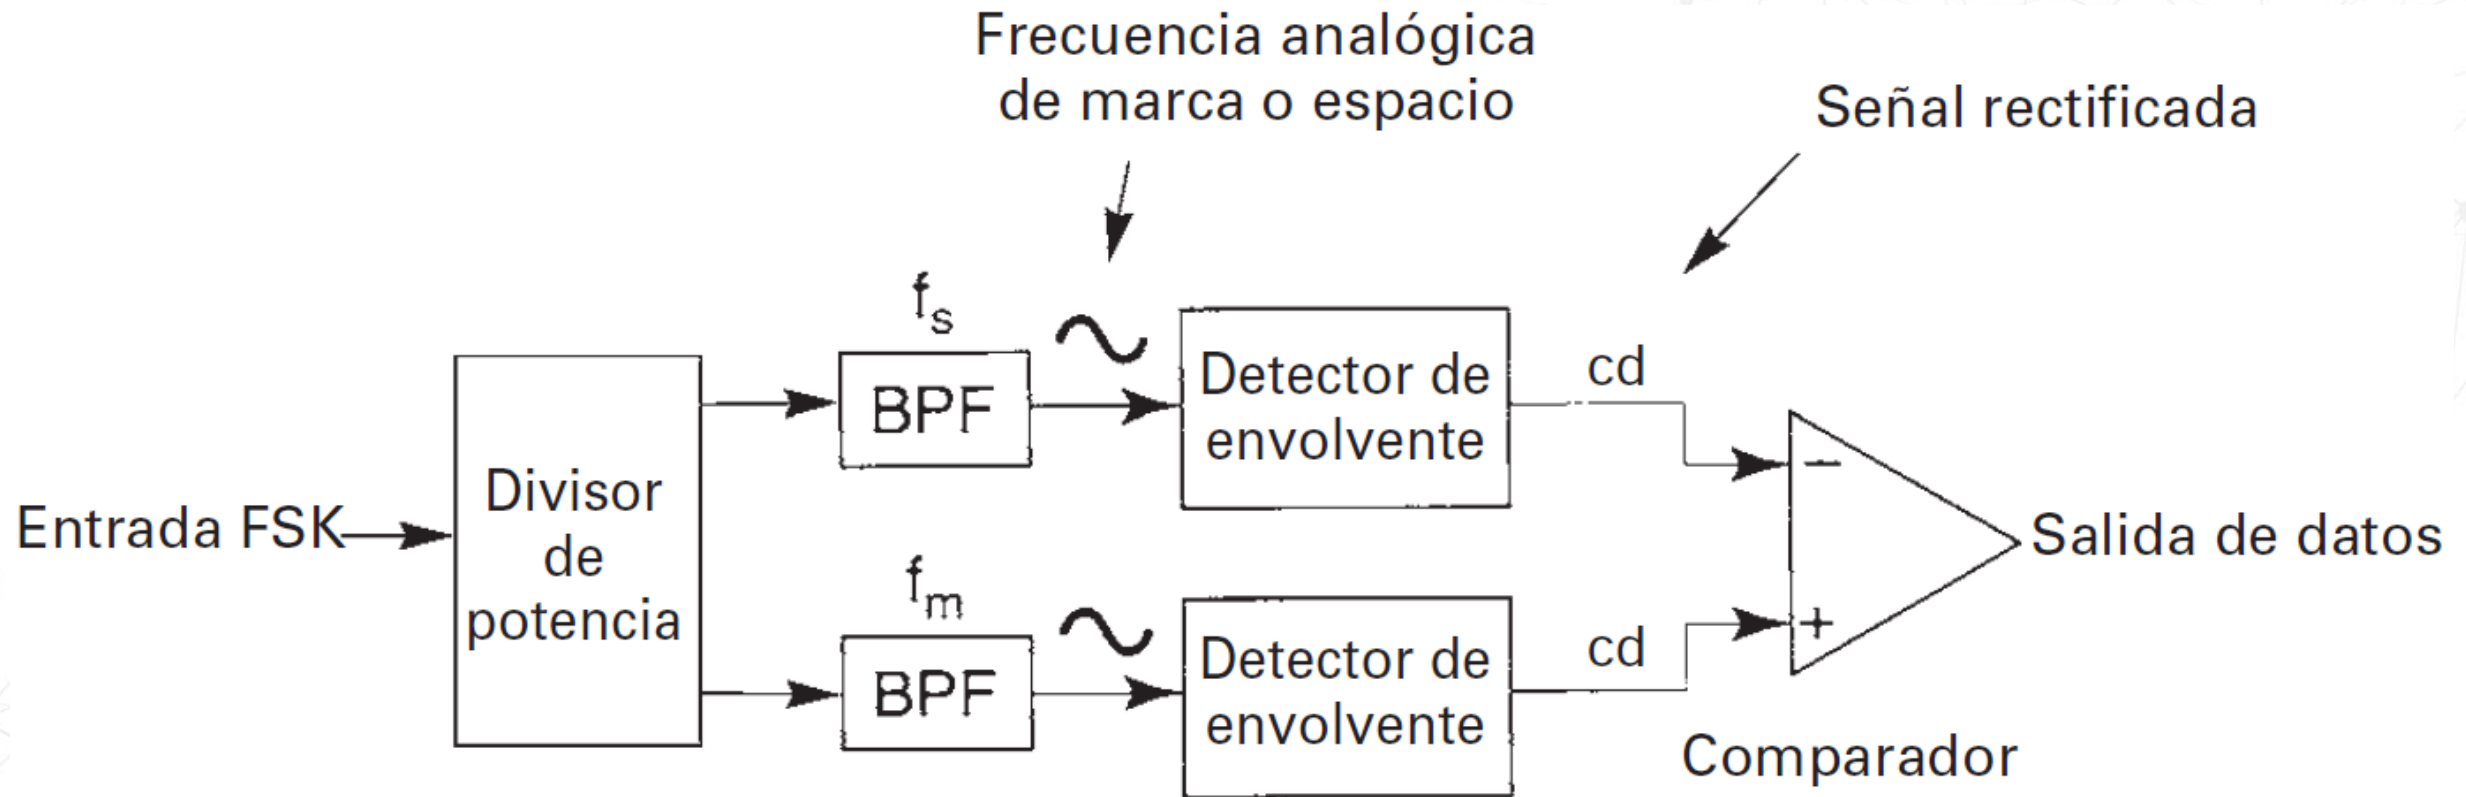 Frecuencia analógica
de marca o espacio
Señal rectificada
Entrada FSK
Divisor
de
potencia
fs
BPF
Detector de
envolvente
cd
−
fm
BPF
Detector de
envolvente
cd
+
Comparador
Salida de datos